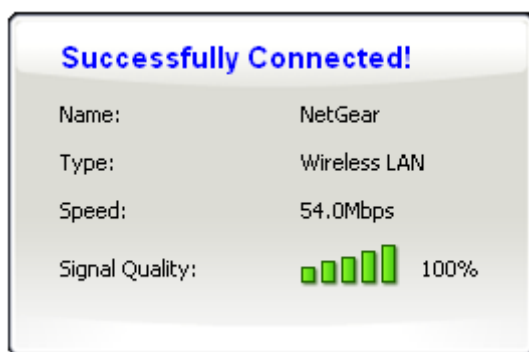 Successfully Connected!
Name: NetGear
Type: Wireless LAN
Speed: 54.0Mbps
Signal Quality: 100%